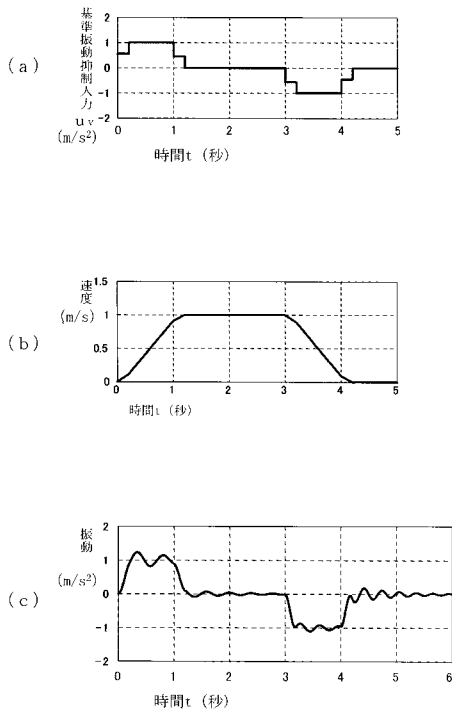 (a)
基準振動抑制入力
uv
(m/s²)
2
1
0
-1
-2
0 1 2 3 4 5
時間t (秒)
(b)
速度
(m/s)
1.5
1
0.5
0
0 1 2 3 4 5
時間t (秒)
(c)
振動
(m/s²)
2
1
0
-1
-2
0 1 2 3 4 5 6
時間t (秒)